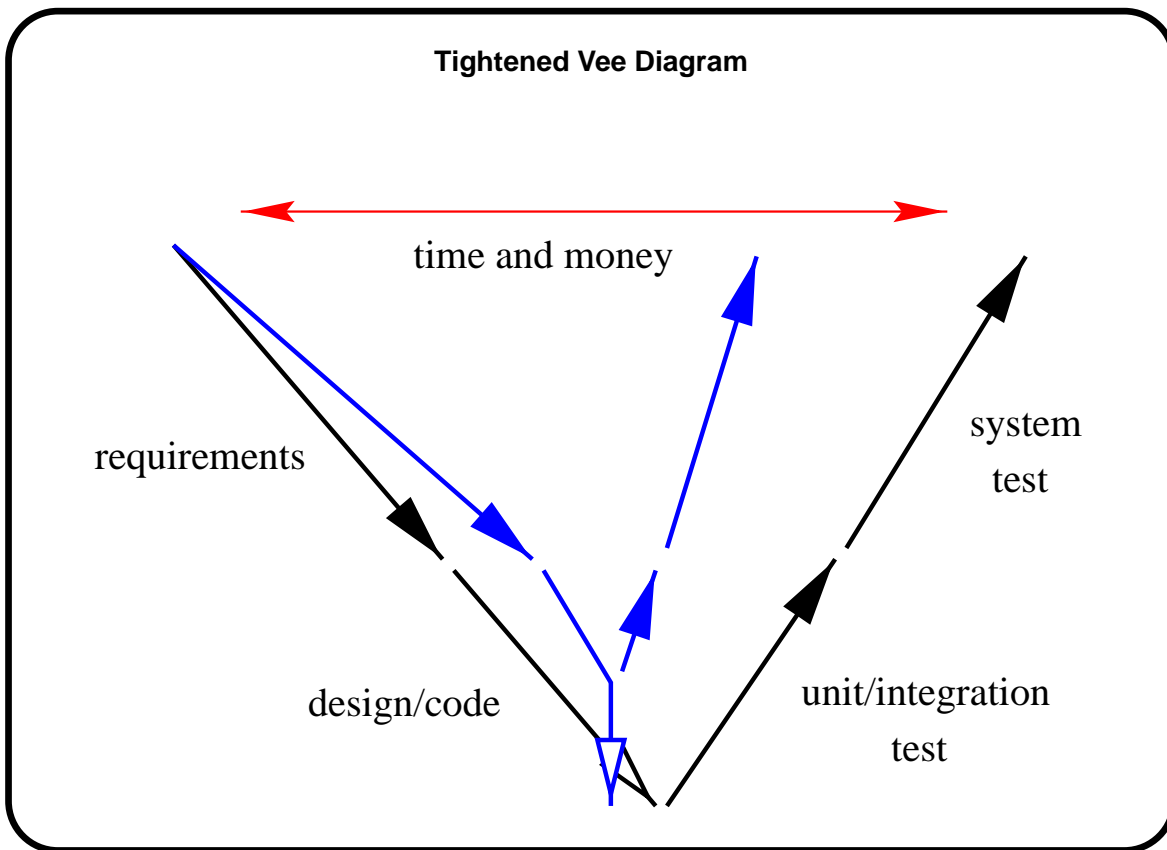 Tightened Vee Diagram
time and money
requirements
system
test
design/code
unit/integration
test